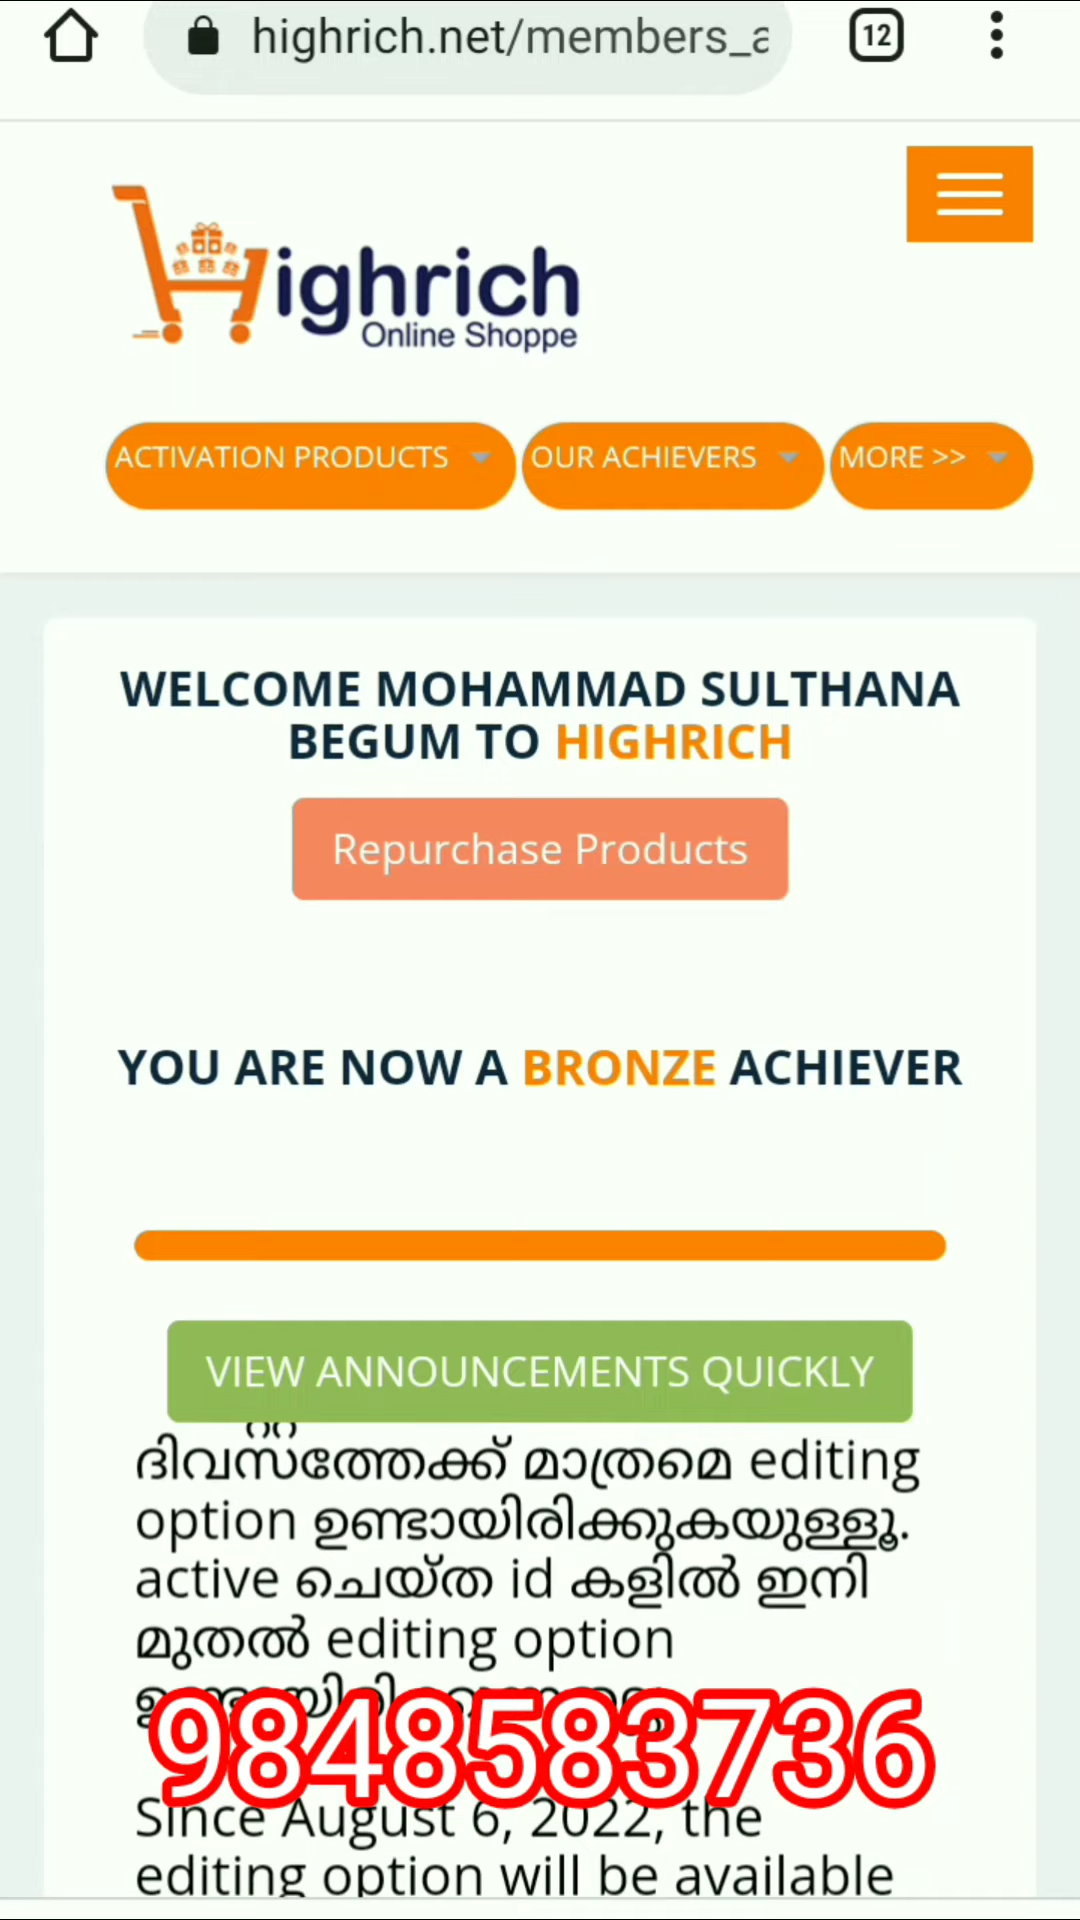 highrich.net/members_a
12
Highrich
Online Shoppe
ACTIVATION PRODUCTS
OUR ACHIEVERS
MORE >>
WELCOME MOHAMMAD SULTHANA
BEGUM TO HIGHRICH
Repurchase Products
YOU ARE NOW A BRONZE ACHIEVER
VIEW ANNOUNCEMENTS QUICKLY
ദിവസത്തേക്ക് മാത്രമെ editing
option ഉണ്ടായിരിക്കുകയുള്ളൂ.
active ചെയ്ത id കളിൽ ഇനി
മുതൽ editing option
9848583736
Since August 6, 2022, the
editing option will be available